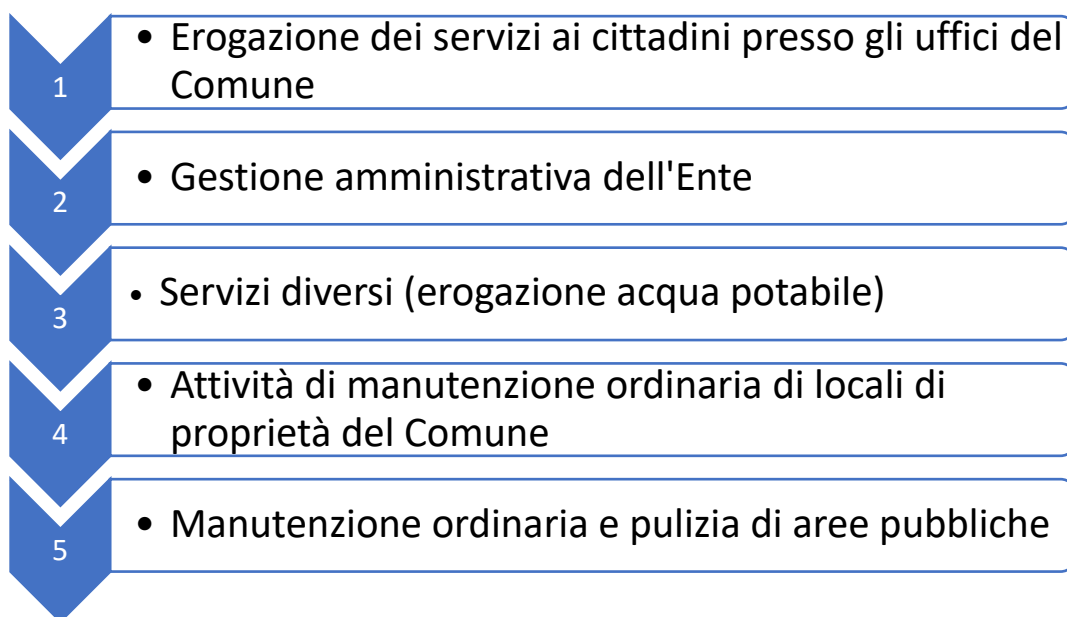 1
• Erogazione dei servizi ai cittadini presso gli uffici del
Comune
2
• Gestione amministrativa dell'Ente
3
• Servizi diversi (erogazione acqua potabile)
4
• Attività di manutenzione ordinaria di locali di
proprietà del Comune
5
• Manutenzione ordinaria e pulizia di aree pubbliche